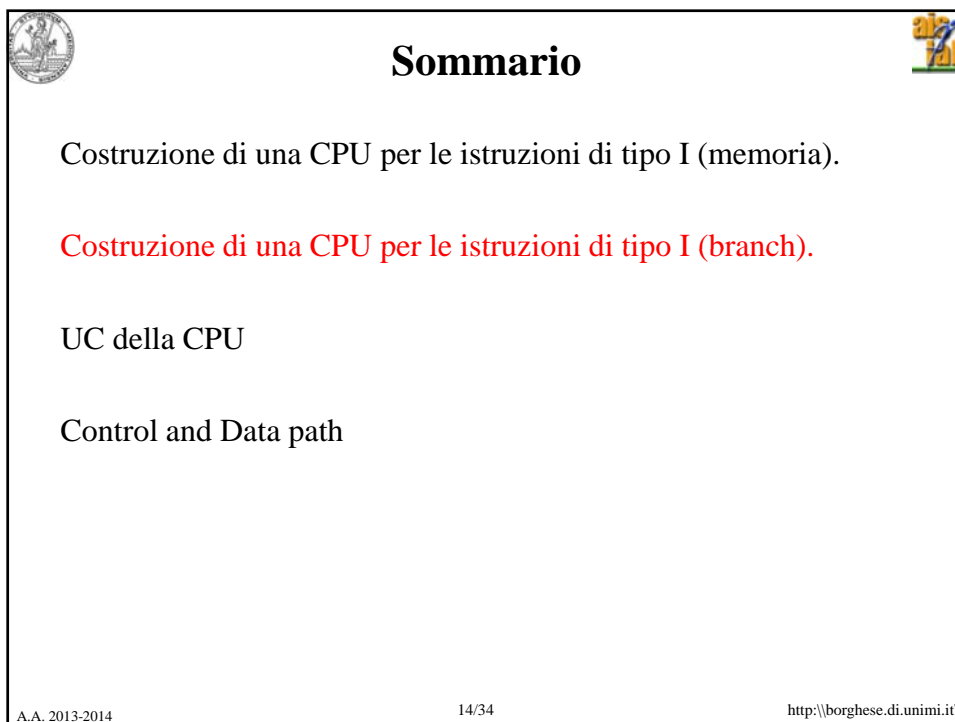 Sommario
Costruzione di una CPU per le istruzioni di tipo I (memoria).
Costruzione di una CPU per le istruzioni di tipo I (branch).
UC della CPU
Control and Data path
A.A. 2013-2014
14/34
http:\\borghese.di.unimi.it